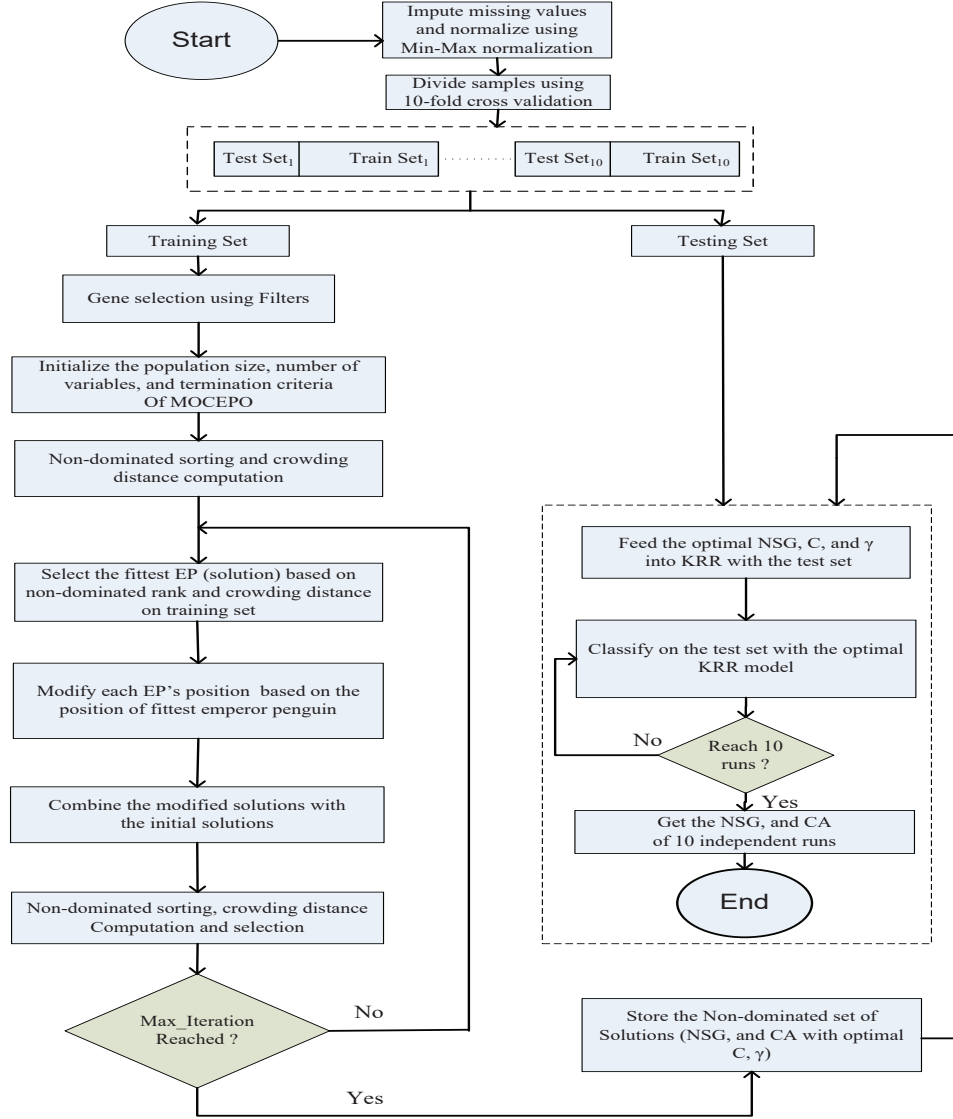 Start
Impute missing values
and normalize using
Min-Max normalization
Divide samples using
10-fold cross validation
Test Set₁
Train Set₁
Test Set₁₀
Train Set₁₀
Training Set
Testing Set
Gene selection using Filters
Initialize the population size, number of
variables, and termination criteria
Of MOCEPO
Non-dominated sorting and crowding
distance computation
Select the fittest EP (solution) based on
non-dominated rank and crowding distance
on training set
Modify each EP's position based on the
position of fittest emperor penguin
Combine the modified solutions with
the initial solutions
Non-dominated sorting, crowding distance
Computation and selection
Max_Iteration
Reached ?
No
Yes
Store the Non-dominated set of
Solutions (NSG, and CA with optimal
C, γ)
Feed the optimal NSG, C, and γ
into KRR with the test set
Classify on the test set with the optimal
KRR model
No
Reach 10
runs ?
Yes
Get the NSG, and CA
of 10 independent runs
End